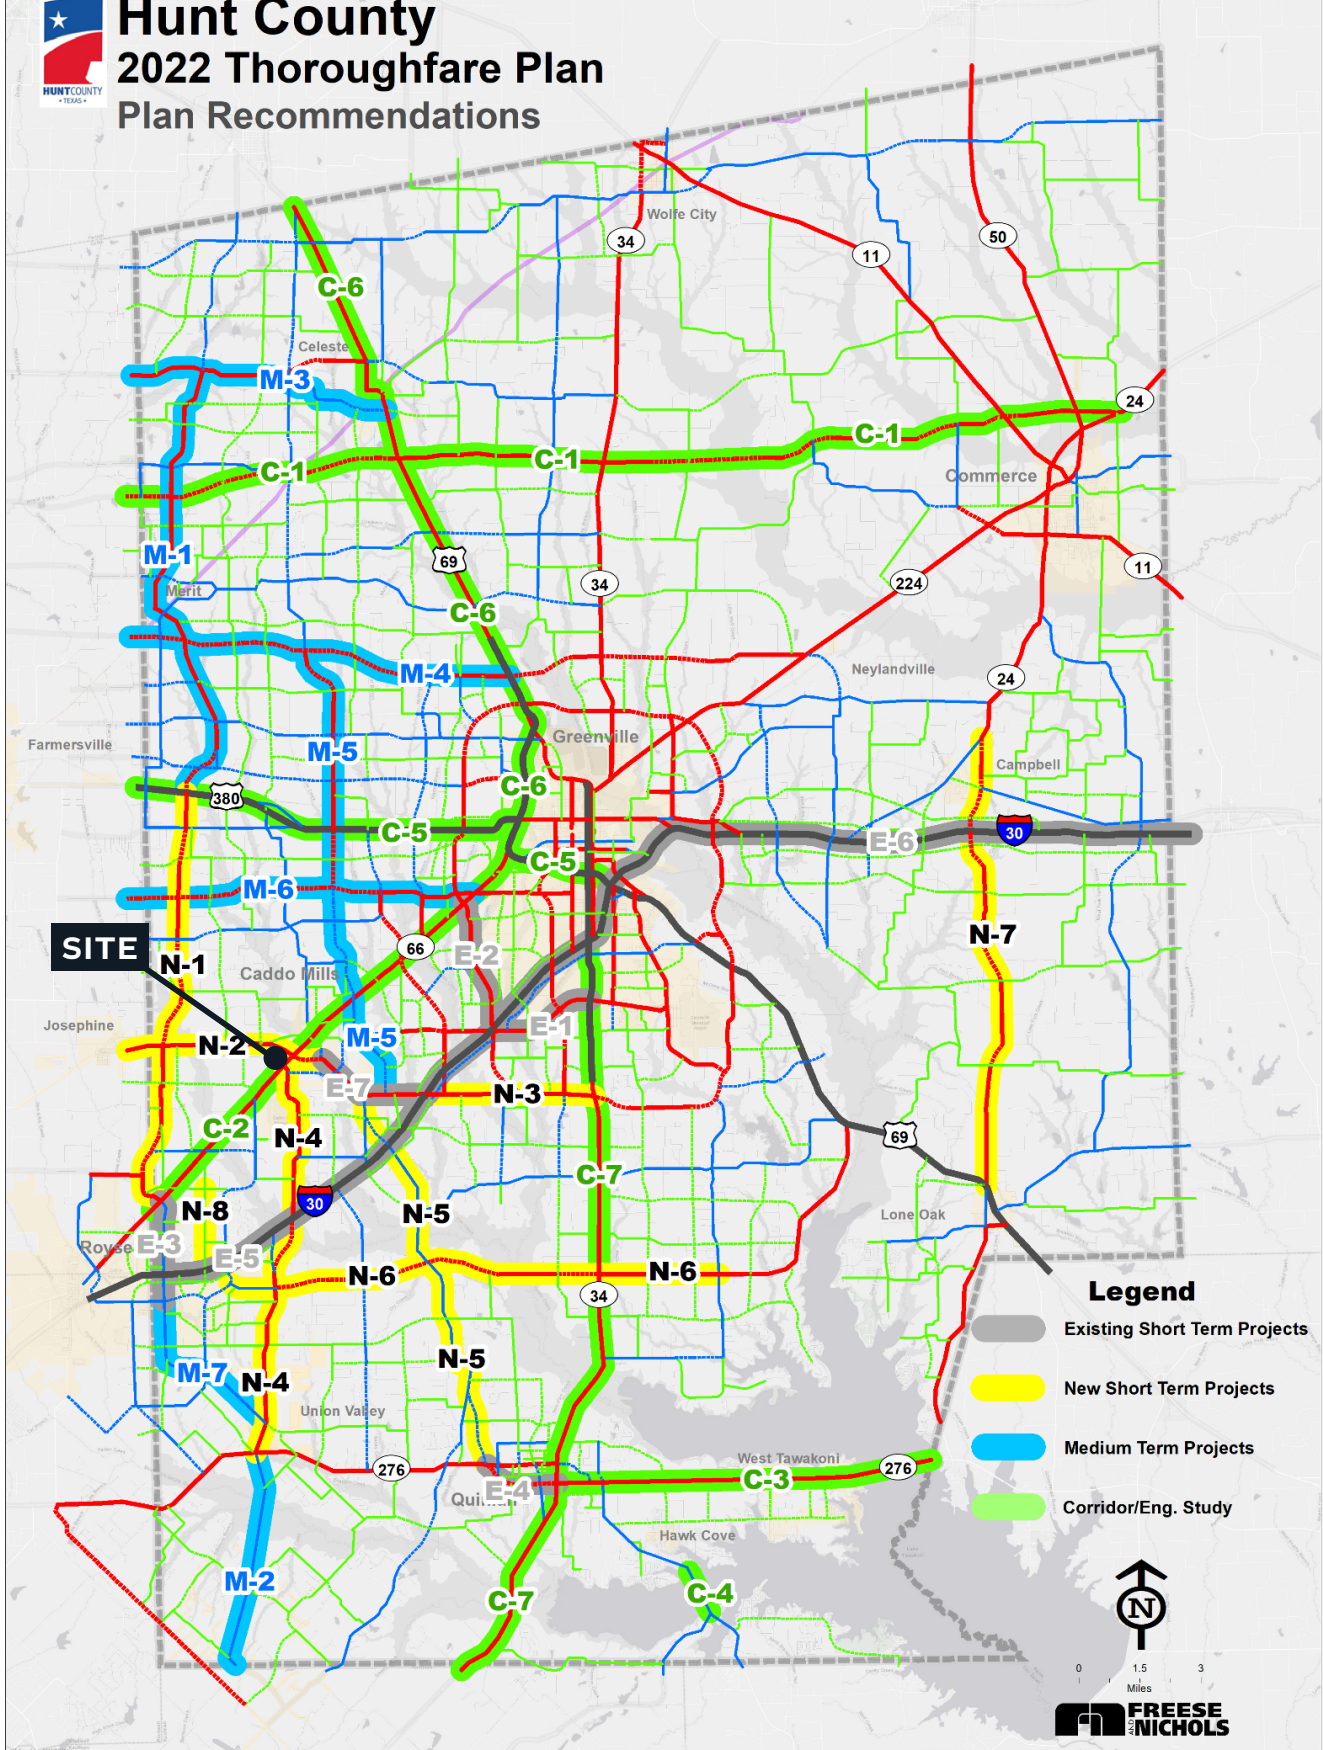 Hunt County
2022 Thoroughfare Plan
Plan Recommendations
HUNTCOUNTY
• TEXAS •
Wolfe City
34
11
50
C-6
Celeste
M-3
24
C-1
C-1
C-1
Commerce
M-1
69
34
224
11
Merit
C-6
M-4
Neylandville
24
Farmersville
M-5
Greenville
Campbell
380
C-6
C-5
30
E-6
C-5
M-6
SITE
N-1
66
E-2
N-7
Caddo Mills
Josephine
N-2
M-5
E-1
E-7
N-3
C-2
N-4
69
C-7
30
N-8
N-5
Lone Oak
Royse
E-3
E-5
N-6
N-6
34
N-5
M-7
N-4
Union Valley
276
West Tawakoni
C-3
276
E-4
Hawk Cove
M-2
C-7
C-4
Legend
Existing Short Term Projects
New Short Term Projects
Medium Term Projects
Corridor/Eng. Study
N
0 1.5 3
Miles
FREESE
AND NICHOLS